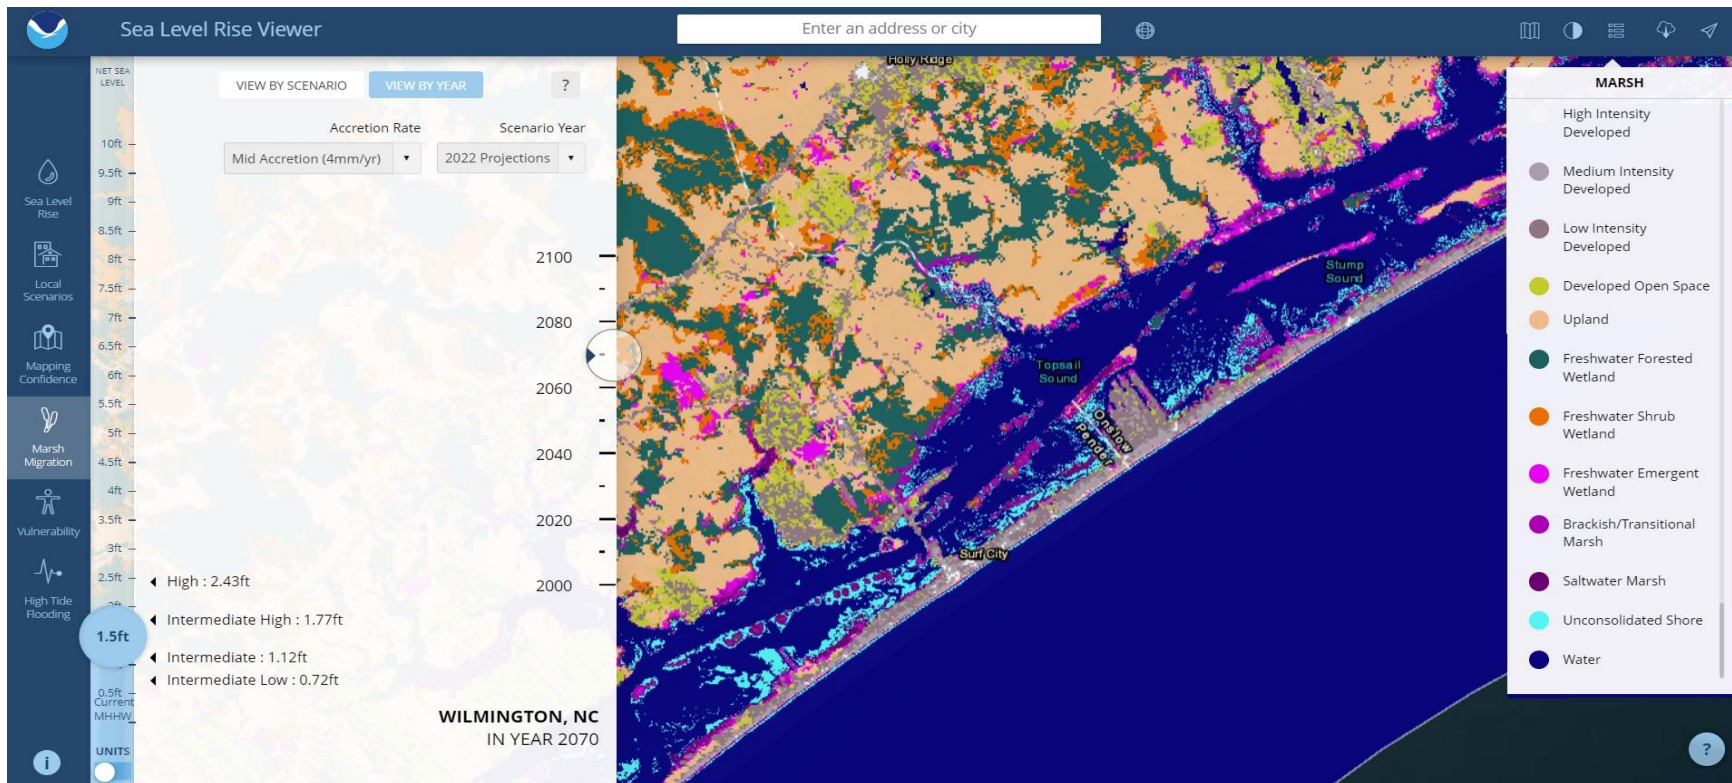 Sea Level Rise Viewer
Enter an address or city
Sea Level
Rise
Local
Scenarios
Mapping
Confidence
Marsh
Migration
Vulnerability
High Tide
Flooding
i
NET SEA
LEVEL
10ft
9.5ft
9ft
8.5ft
8ft
7.5ft
7ft
6.5ft
6ft
5.5ft
5ft
4.5ft
4ft
3.5ft
3ft
2.5ft
2ft
1.5ft
0.5ft
Current
MHHW
UNITS
VIEW BY SCENARIO
VIEW BY YEAR
?
Accretion Rate
Scenario Year
Mid Accretion (4mm/yr)
2022 Projections
2100
2080
2060
2040
2020
2000
High : 2.43ft
Intermediate High : 1.77ft
Intermediate : 1.12ft
Intermediate Low : 0.72ft
WILMINGTON, NC
IN YEAR 2070
Holly Ridge
Stump
Sound
Topsail
Sound
Onslow
Pender
Surf City
MARSH
High Intensity
Developed
Medium Intensity
Developed
Low Intensity
Developed
Developed Open Space
Upland
Freshwater Forested
Wetland
Freshwater Shrub
Wetland
Freshwater Emergent
Wetland
Brackish/Transitional
Marsh
Saltwater Marsh
Unconsolidated Shore
Water
?